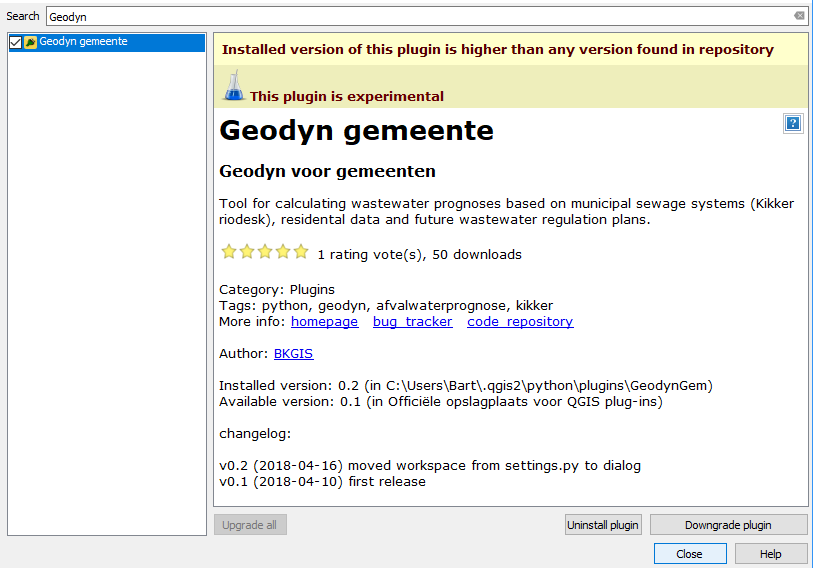 Search Geodyn
Geodyn gemeente
Installed version of this plugin is higher than any version found in repository
This plugin is experimental
Geodyn gemeente
?
Geodyn voor gemeenten
Tool for calculating wastewater prognoses based on municipal sewage systems (Kikker
riodesk), residental data and future wastewater regulation plans.
1 rating vote(s), 50 downloads
Category: Plugins
Tags: python, geodyn, afvalwaterprognose, kikker
More info: homepage bug_tracker code_repository
Author: BKGIS
Installed version: 0.2 (in C:\Users\Bart\.qgis2\python\plugins\GeodynGem)
Available version: 0.1 (in Officiële opslagplaats voor QGIS plug-ins)
changelog:
v0.2 (2018-04-16) moved workspace from settings.py to dialog
v0.1 (2018-04-10) first release
Upgrade all Uninstall plugin Downgrade plugin
Close Help